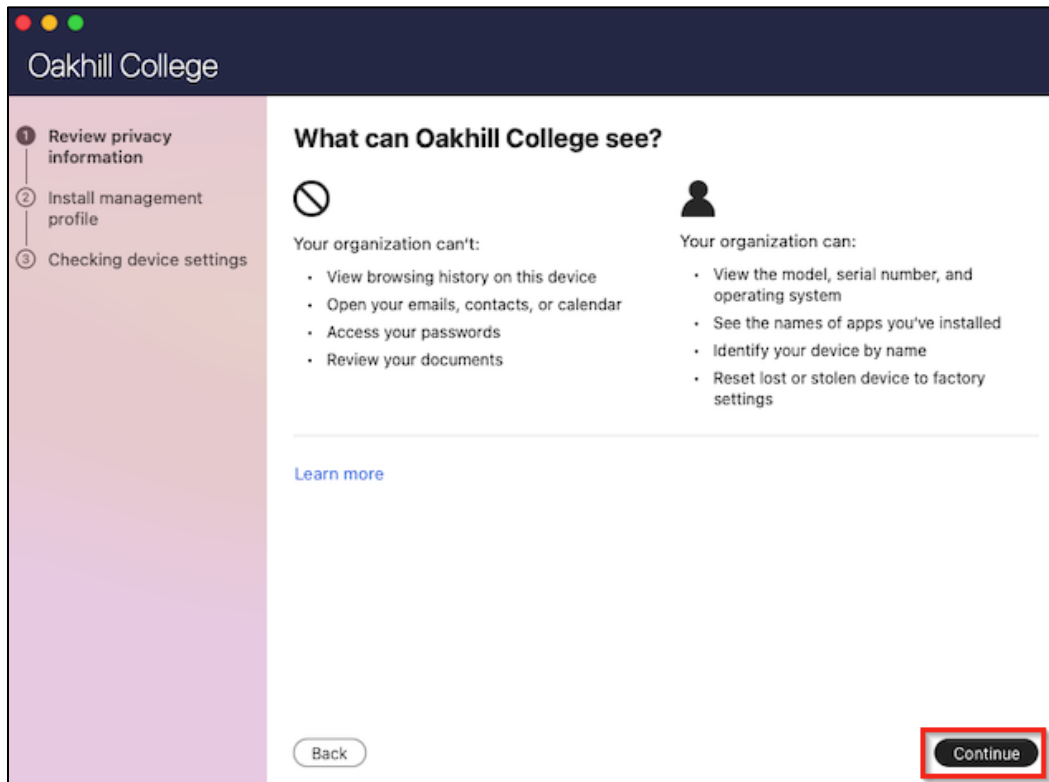 Oakhill College
1 Review privacy
information
2 Install management
profile
3 Checking device settings
What can Oakhill College see?
Your organization can't:
• View browsing history on this device
• Open your emails, contacts, or calendar
• Access your passwords
• Review your documents
Your organization can:
• View the model, serial number, and
operating system
• See the names of apps you've installed
• Identify your device by name
• Reset lost or stolen device to factory
settings
Learn more
Back
Continue